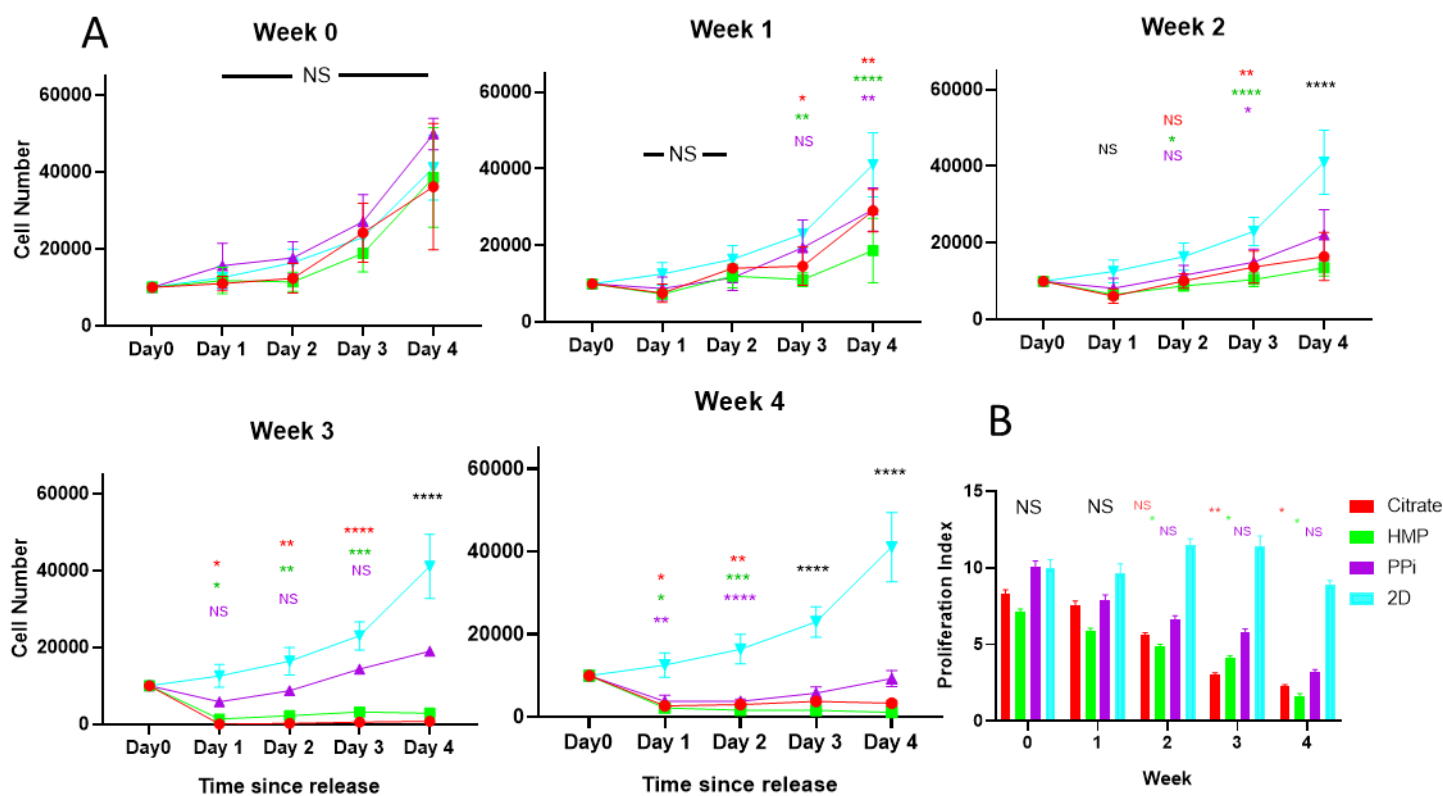 A
Week 0
NS
60000
40000
20000
0
Cell Number
Day0 Day 1 Day 2 Day 3 Day 4
Week 1
**
****
**
*
**
NS
NS
60000
40000
20000
0
Day0 Day 1 Day 2 Day 3 Day 4
Week 2
**
****
*
****
NS
*
NS
NS
60000
40000
20000
0
Day0 Day 1 Day 2 Day 3 Day 4
Week 3
****
****
***
NS
**
**
NS
*
*
NS
60000
40000
20000
0
Cell Number
Day0 Day 1 Day 2 Day 3 Day 4
Time since release
Week 4
****
****
**
***
****
*
*
**
60000
40000
20000
0
Day0 Day 1 Day 2 Day 3 Day 4
Time since release
B
NS NS NS * NS ** * NS * * NS
15
10
5
0
Proliferation Index
0 1 2 3 4
Week
Citrate
HMP
PPi
2D